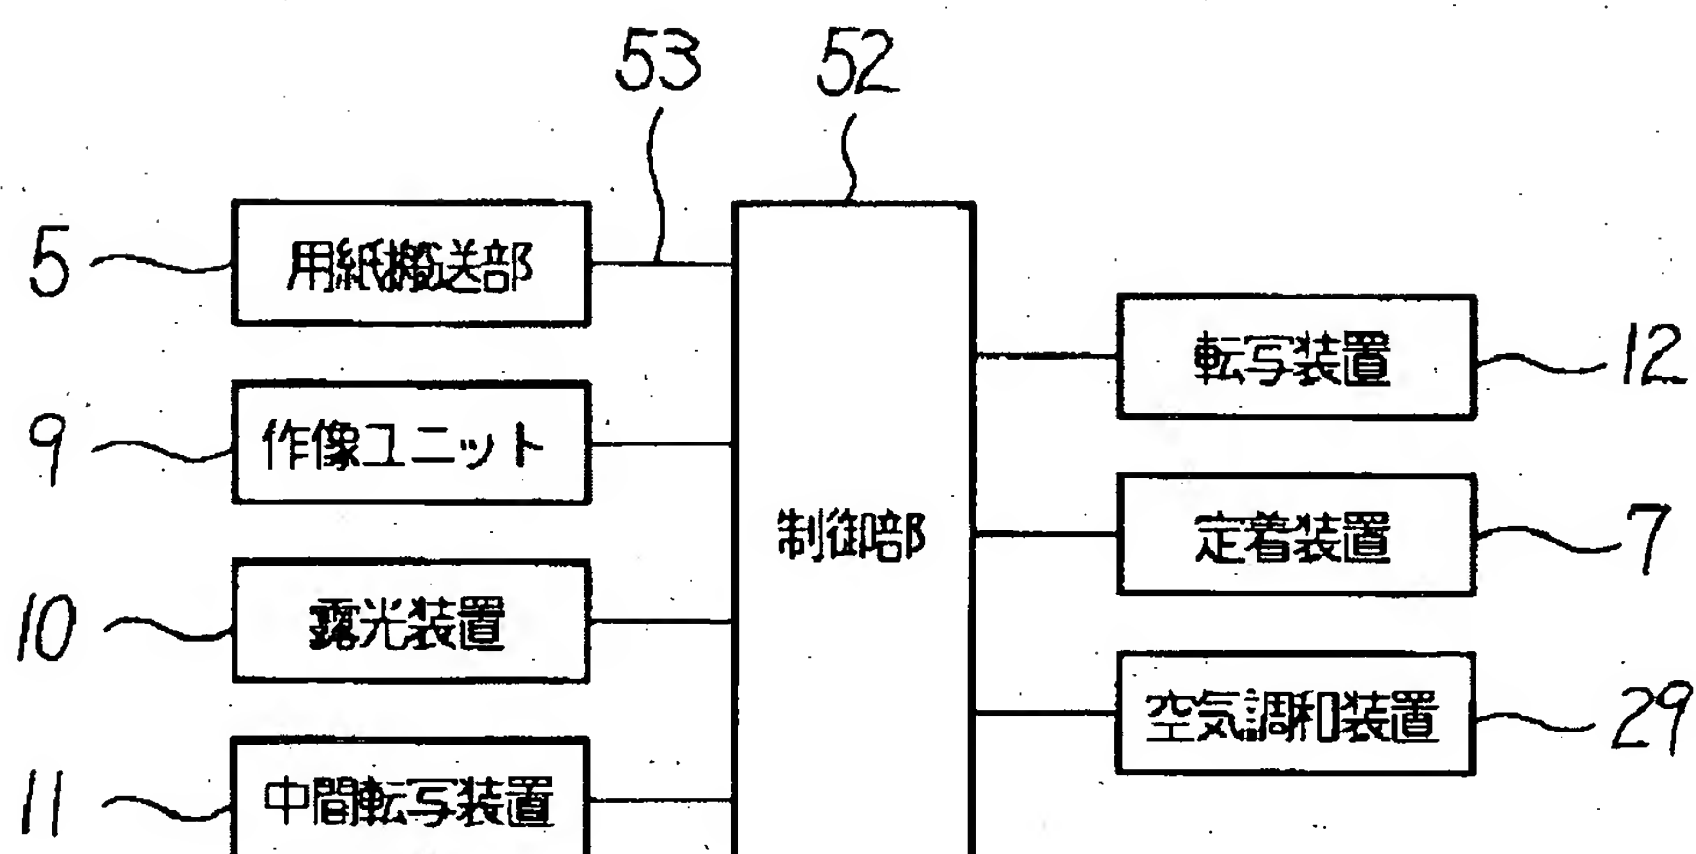 53
52
5
用紙搬送部
9
作像ユニット
10
露光装置
11
中間転写装置
制御部
転写装置
12
定着装置
7
空気調和装置
29